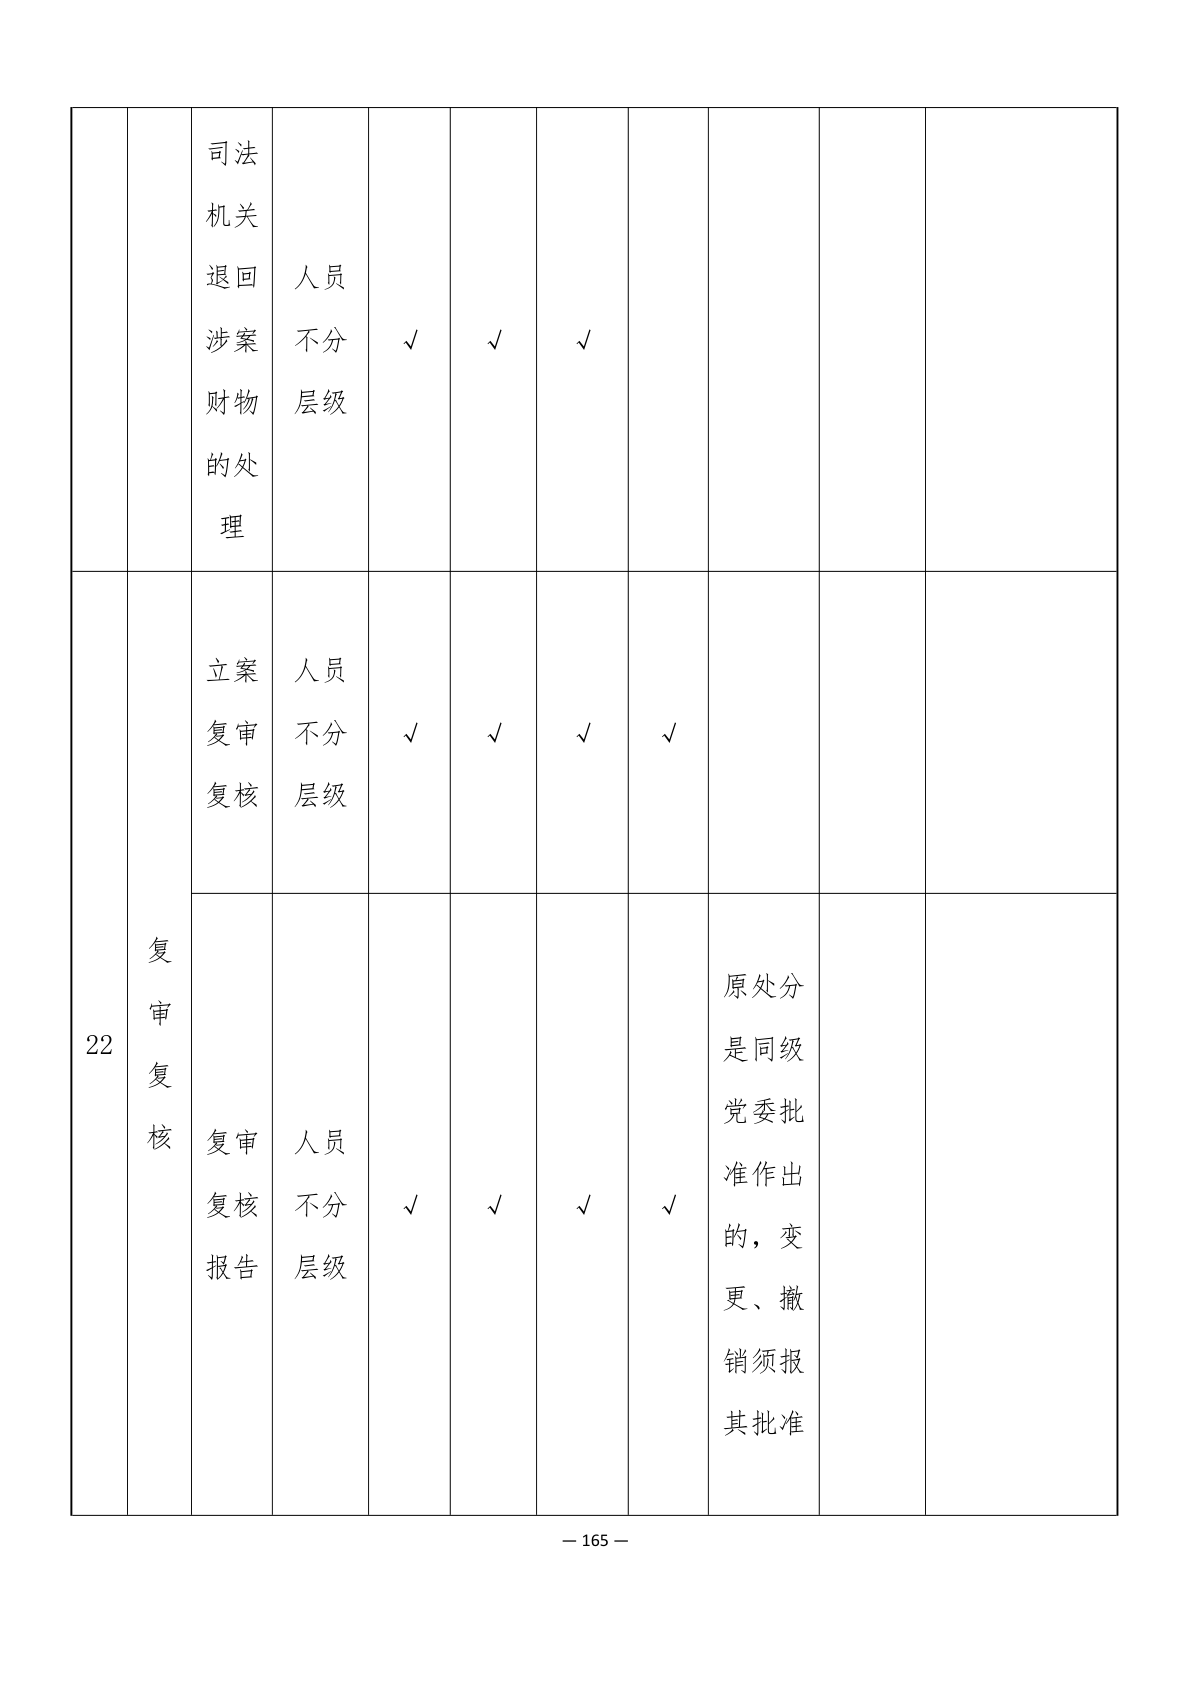 司法
机关
退回
涉案
财物
的处
理
人员
不分
层级
√
√
√
22
复
审
复
核
立案
复审
复核
人员
不分
层级
√
√
√
√
复审
复核
报告
人员
不分
层级
√
√
√
√
原处分
是同级
党委批
准作出
的，变
更、撤
销须报
其批准
— 165 —